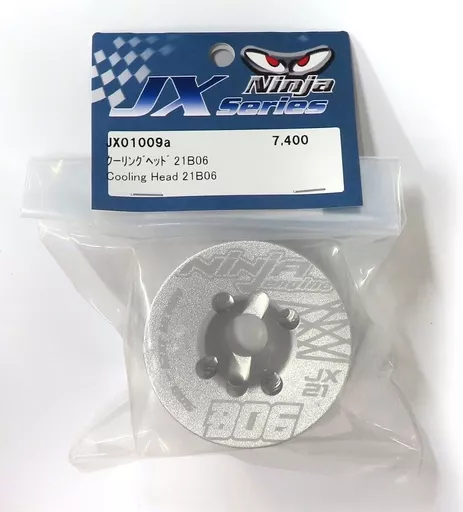 Ninja
JX Series
JX01009a 7,400
クーリングヘッド 21B06
Cooling Head 21B06
Ninja
engine
JX
21
B06